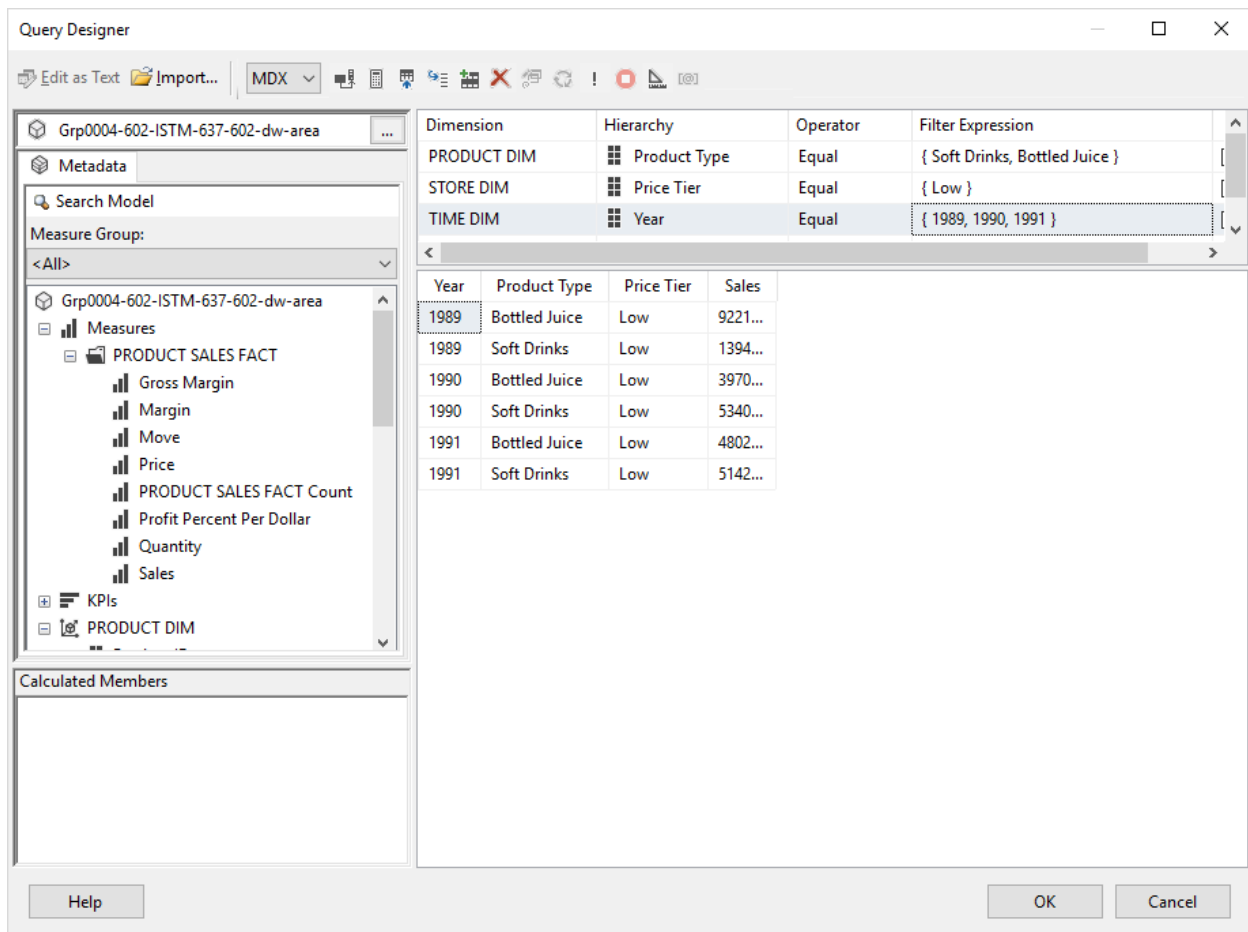 Query Designer
Edit as Text Import... MDX
Grp0004-602-ISTM-637-602-dw-area ...
Metadata
Search Model
Measure Group:
<All>
Grp0004-602-ISTM-637-602-dw-area
Measures
PRODUCT SALES FACT
Gross Margin
Margin
Move
Price
PRODUCT SALES FACT Count
Profit Percent Per Dollar
Quantity
Sales
KPIs
PRODUCT DIM
Calculated Members
Dimension Hierarchy Operator Filter Expression
PRODUCT DIM Product Type Equal { Soft Drinks, Bottled Juice }
STORE DIM Price Tier Equal { Low }
TIME DIM Year Equal { 1989, 1990, 1991 }
Year Product Type Price Tier Sales
1989 Bottled Juice Low 9221...
1989 Soft Drinks Low 1394...
1990 Bottled Juice Low 3970...
1990 Soft Drinks Low 5340...
1991 Bottled Juice Low 4802...
1991 Soft Drinks Low 5142...
Help OK Cancel